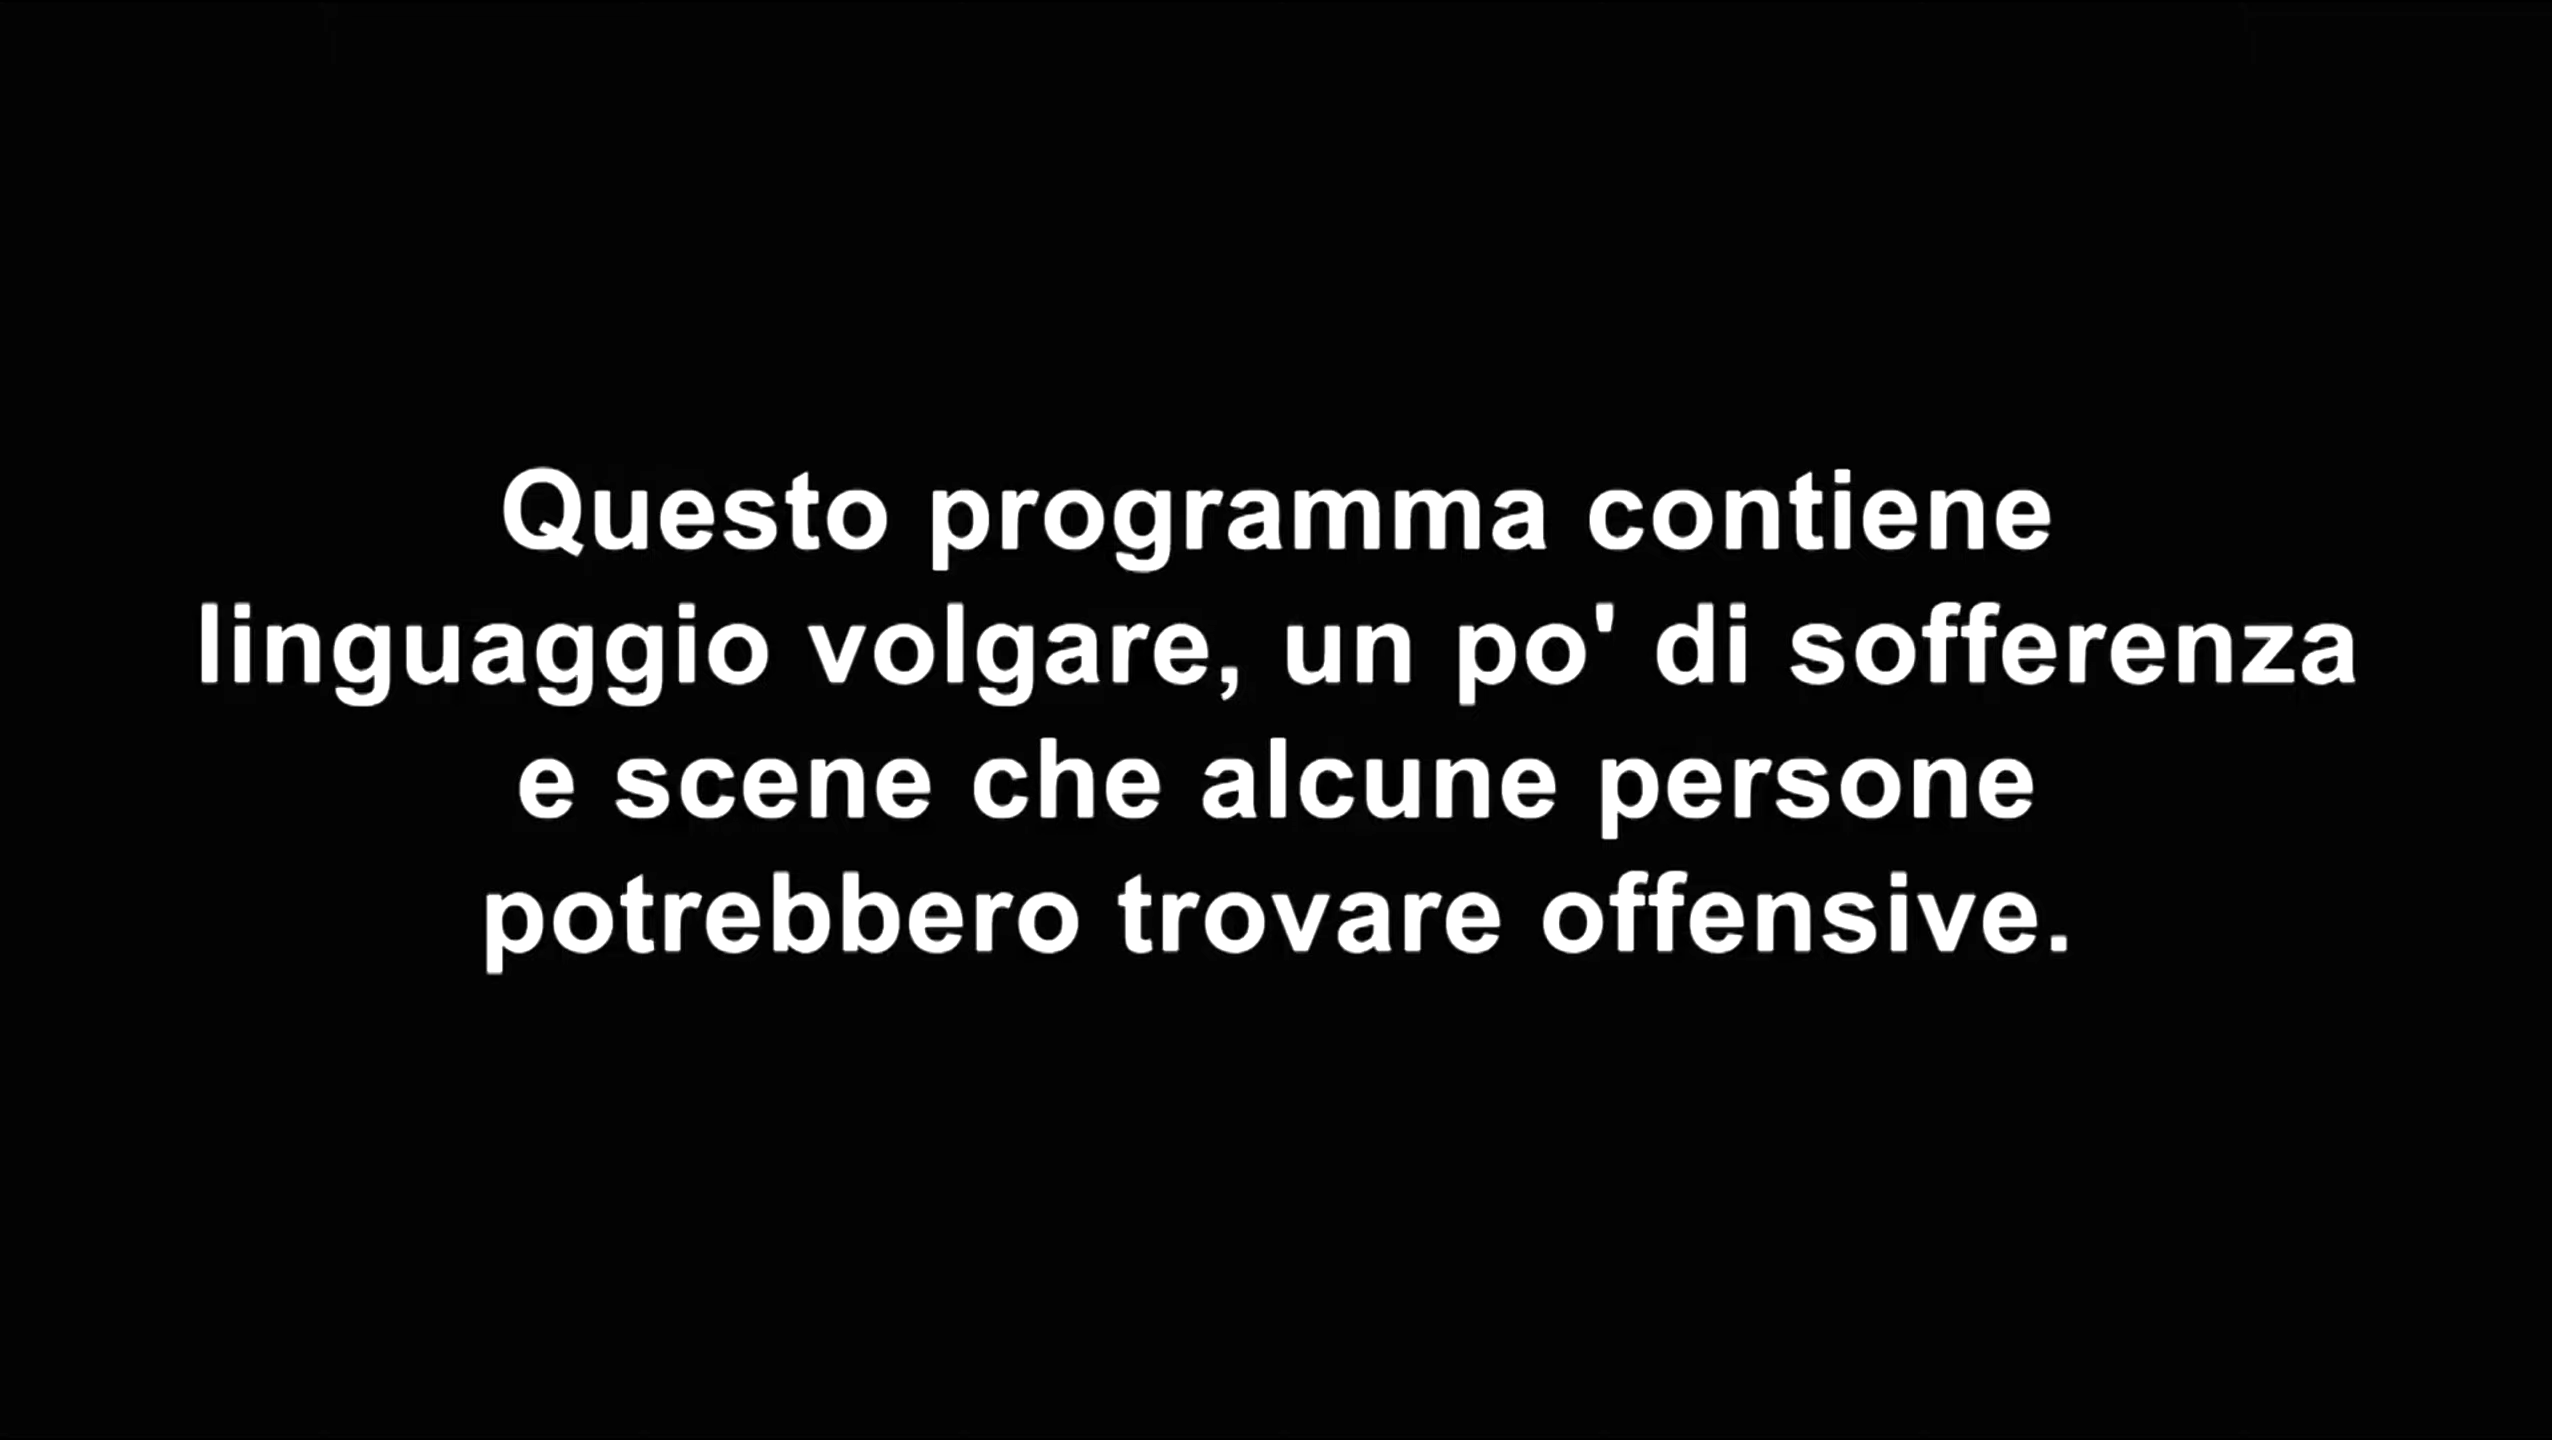 Questo programma contiene
linguaggio volgare, un po' di sofferenza
e scene che alcune persone
potrebbero trovare offensive.